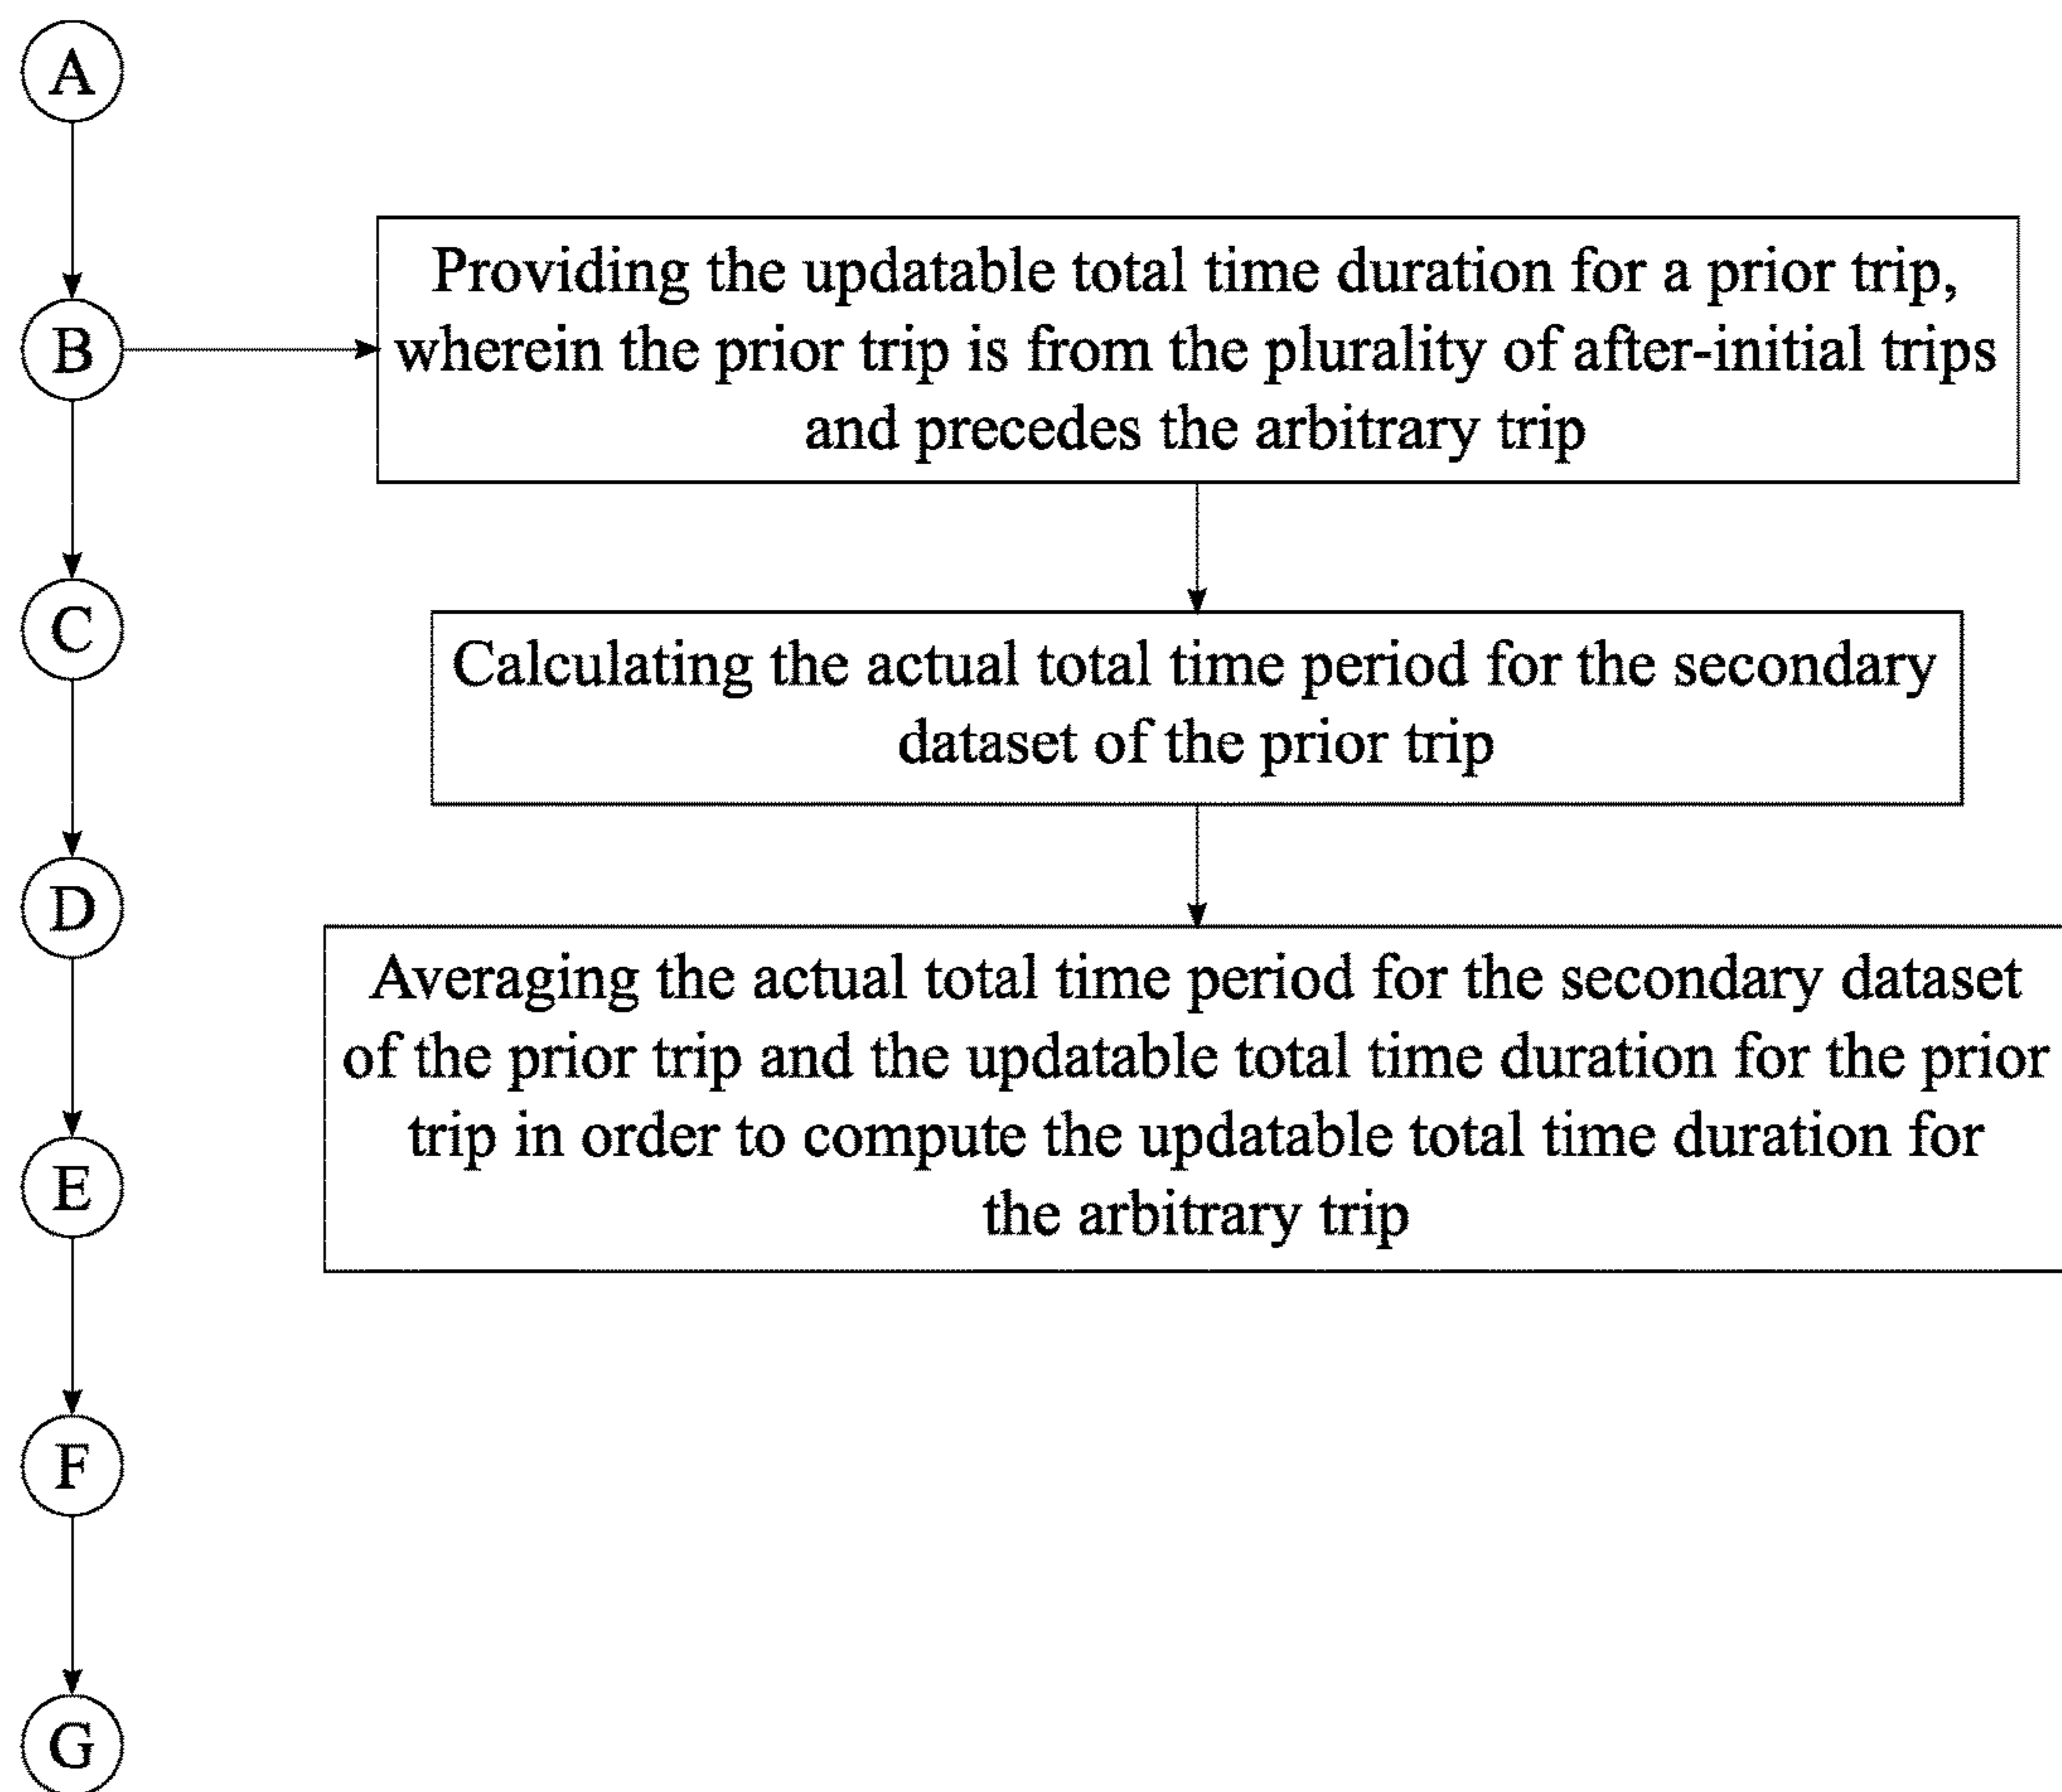 A
B
Providing the updatable total time duration for a prior trip,
wherein the prior trip is from the plurality of after-initial trips
and precedes the arbitrary trip
C
Calculating the actual total time period for the secondary
dataset of the prior trip
D
Averaging the actual total time period for the secondary dataset
of the prior trip and the updatable total time duration for the prior
trip in order to compute the updatable total time duration for
the arbitrary trip
E
F
G